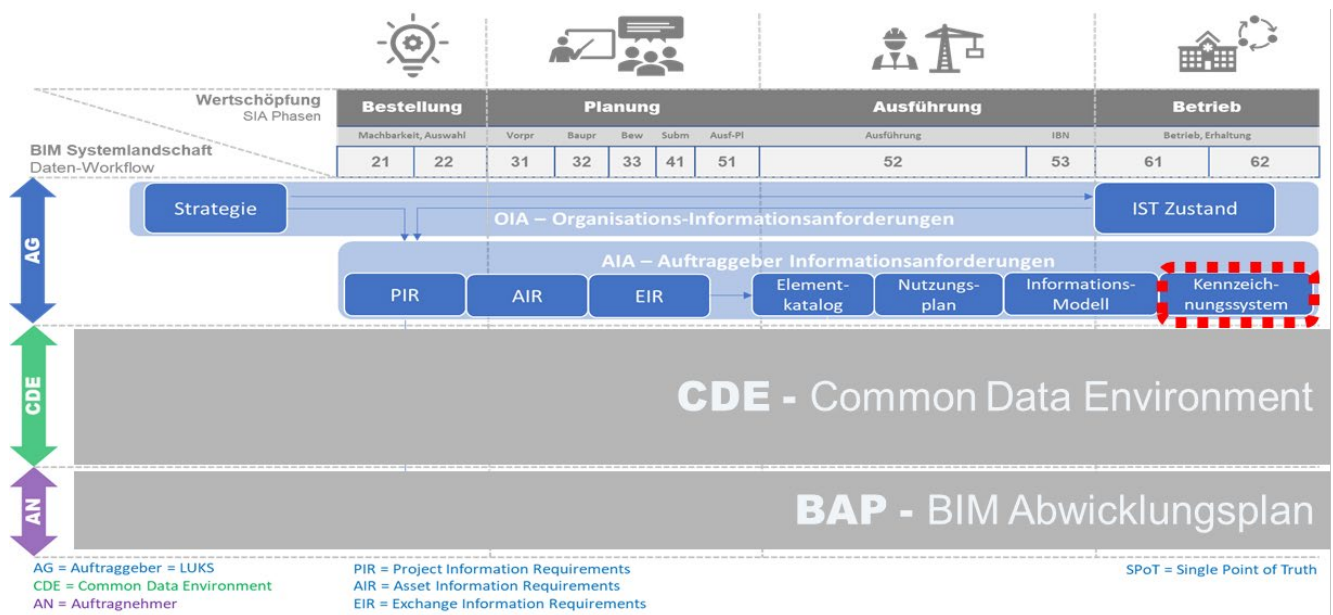 Wertschöpfung
SIA Phasen
BIM Systemlandschaft
Daten-Workflow
Bestellung Planung Ausführung Betrieb
Machbarkeit, Auswahl Vorpr Baupr Bew Subm Ausf-Pl Ausführung IBN Betrieb, Erhaltung
21 22 31 32 33 41 51 52 53 61 62
AG
Strategie
OIA – Organisations-Informationsanforderungen
IST Zustand
AIA – Auftraggeber Informationsanforderungen
PIR
AIR
EIR
Element-
katalog
Nutzungs-
plan
Informations-
Modell
Kennzeich-
nungssystem
CDE
CDE - Common Data Environment
AN
BAP - BIM Abwicklungsplan
AG = Auftraggeber = LUKS
CDE = Common Data Environment
AN = Auftragnehmer
PIR = Project Information Requirements
AIR = Asset Information Requirements
EIR = Exchange Information Requirements
SPoT = Single Point of Truth